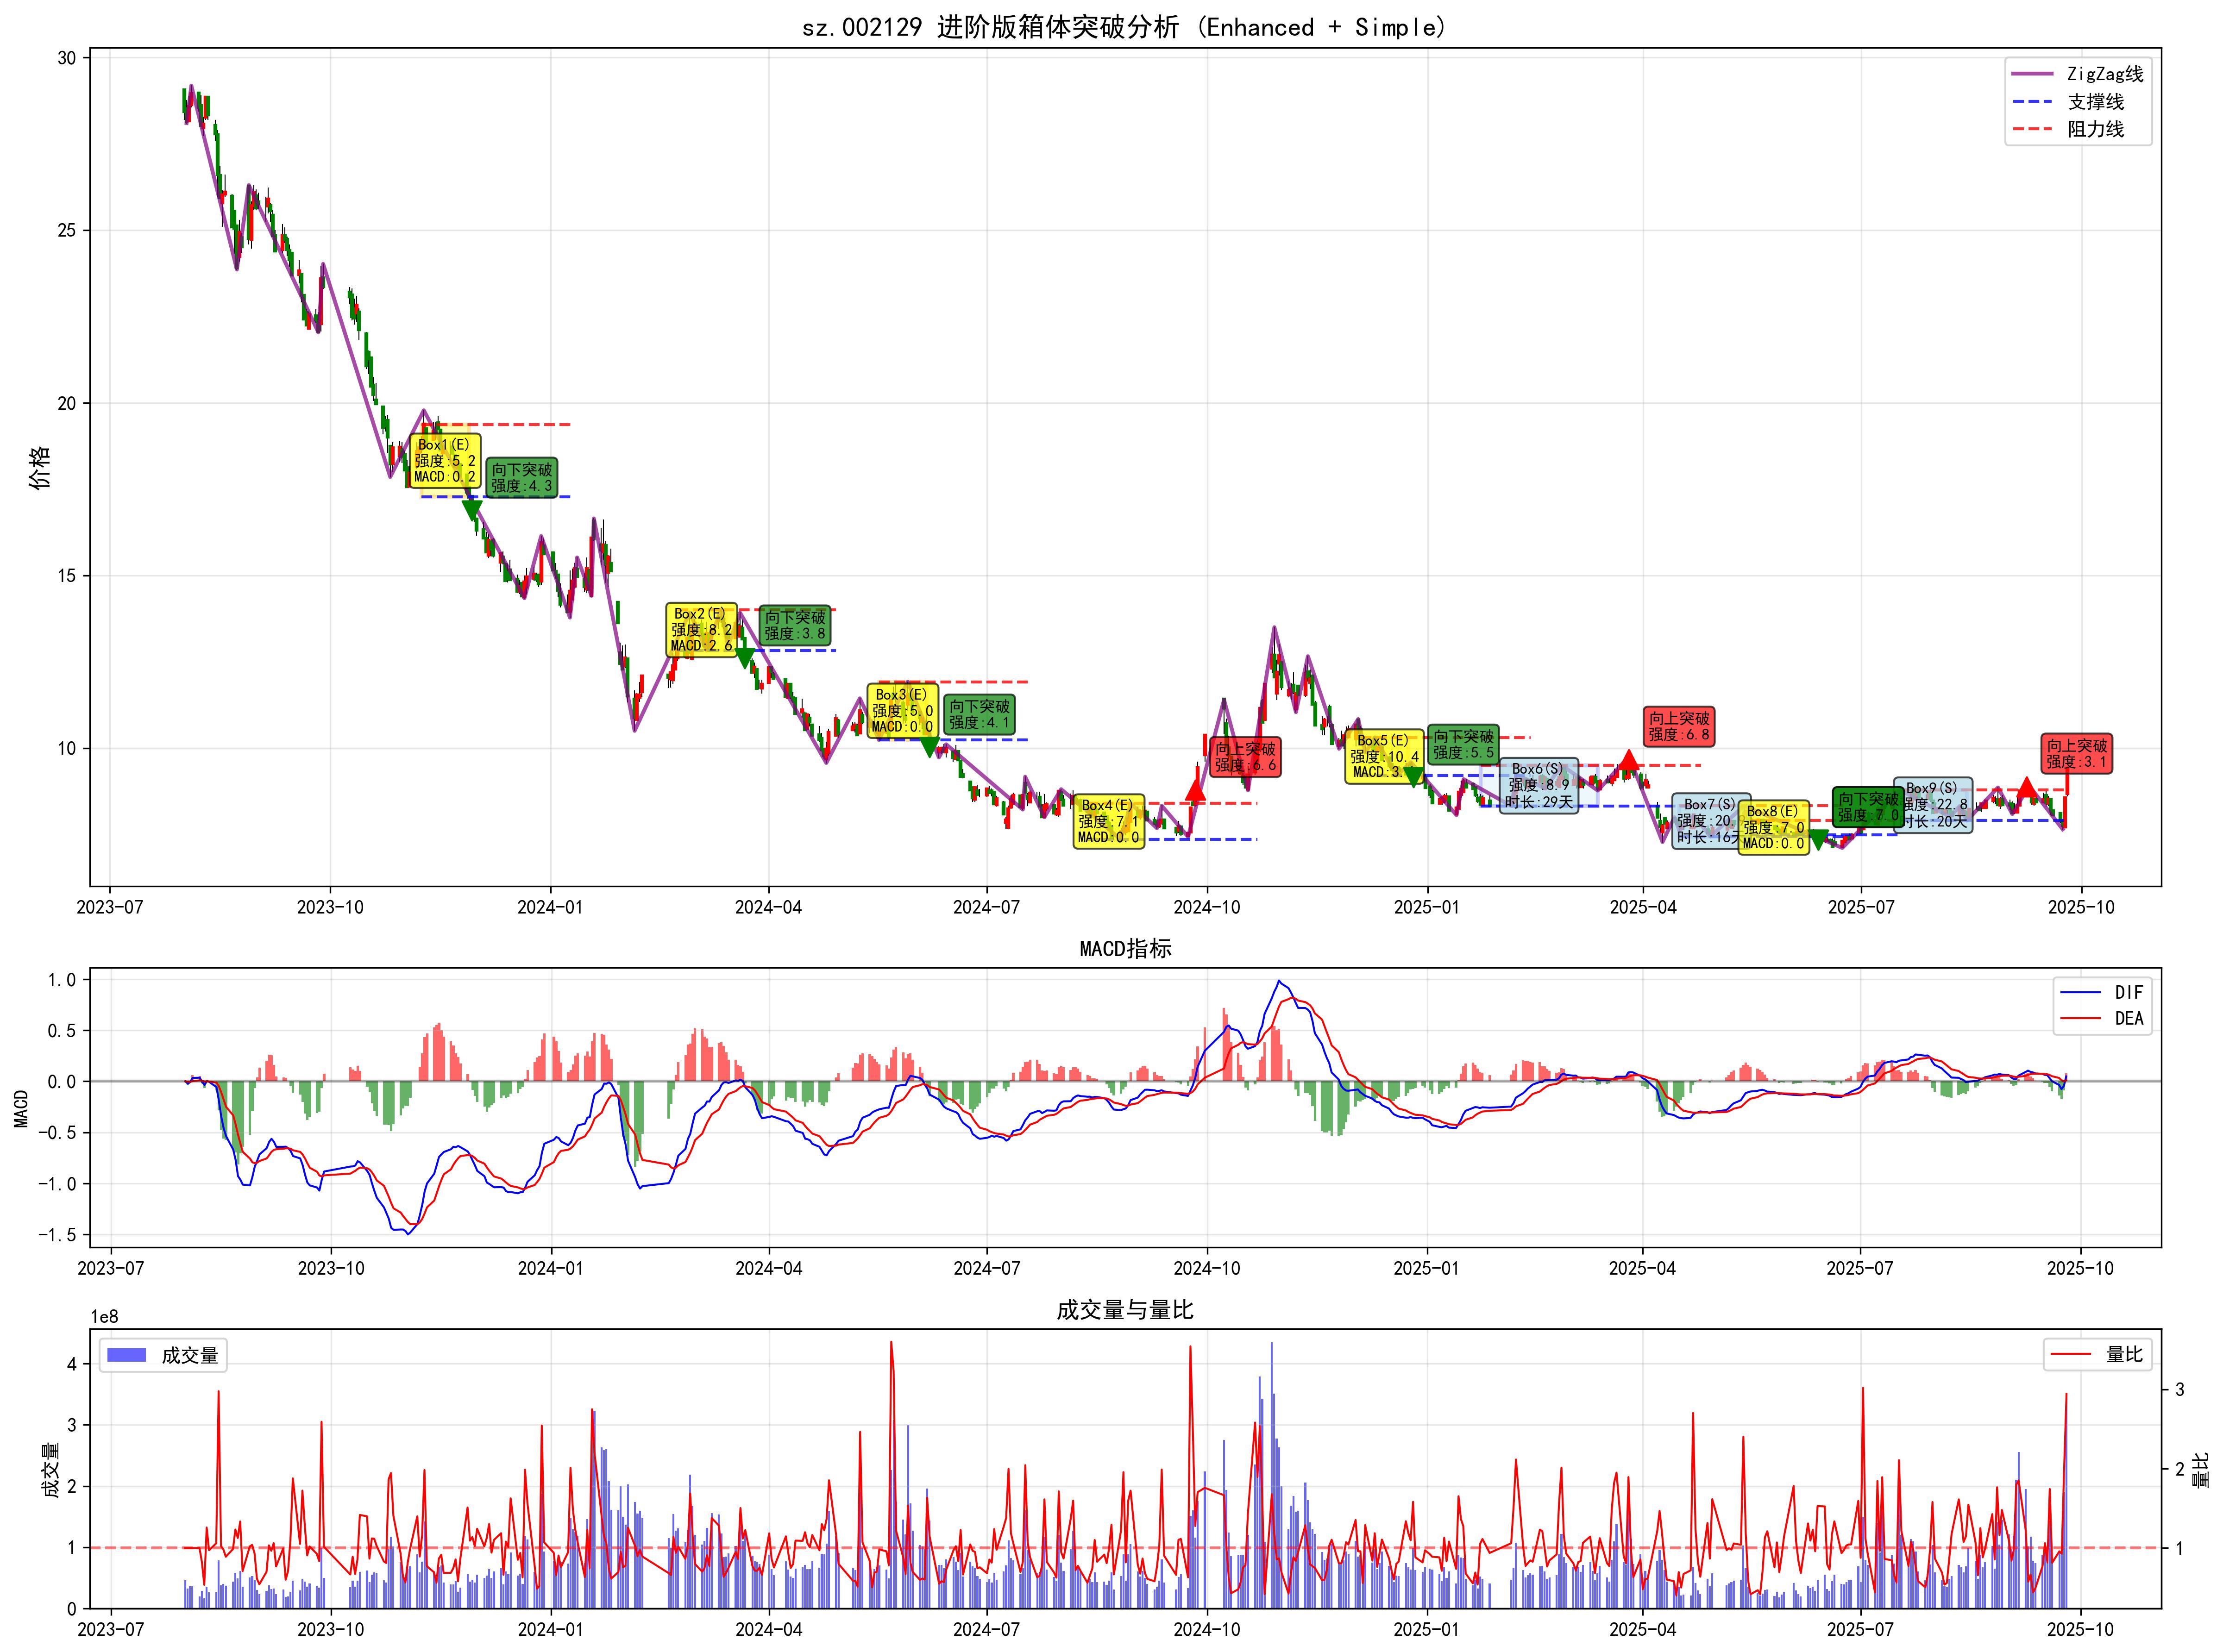 sz.002129 进阶版箱体突破分析 (Enhanced + Simple)
30
25
20
15
10
价格
ZigZag线
支撑线
阻力线
Box1(E)
强度:5.2
MACD:0.2
向下突破
强度:4.3
Box2(E)
强度:8.2
MACD:2.6
向下突破
强度:3.8
Box3(E)
强度:5.0
MACD:0.0
向下突破
强度:4.1
Box4(E)
强度:7.1
MACD:0.0
向上突破
强度:6.6
Box5(E)
强度:10.4
MACD:3.
向下突破
强度:5.5
Box6(S)
强度:8.9
时长:29天
向上突破
强度:6.8
Box7(S)
强度:20.
时长:16天
Box8(E)
强度:7.0
MACD:0.0
向下突破
强度:7.0
Box9(S)
强度:22.8
时长:20天
向上突破
强度:3.1
2023-07 2023-10 2024-01 2024-04 2024-07 2024-10 2025-01 2025-04 2025-07 2025-10
MACD指标
1.0
0.5
0.0
-0.5
-1.0
-1.5
MACD
DIF
DEA
2023-07 2023-10 2024-01 2024-04 2024-07 2024-10 2025-01 2025-04 2025-07 2025-10
成交量与量比
1e8
4
3
2
1
0
成交量
成交量
量比
3
2
1
量比
2023-07 2023-10 2024-01 2024-04 2024-07 2024-10 2025-01 2025-04 2025-07 2025-10